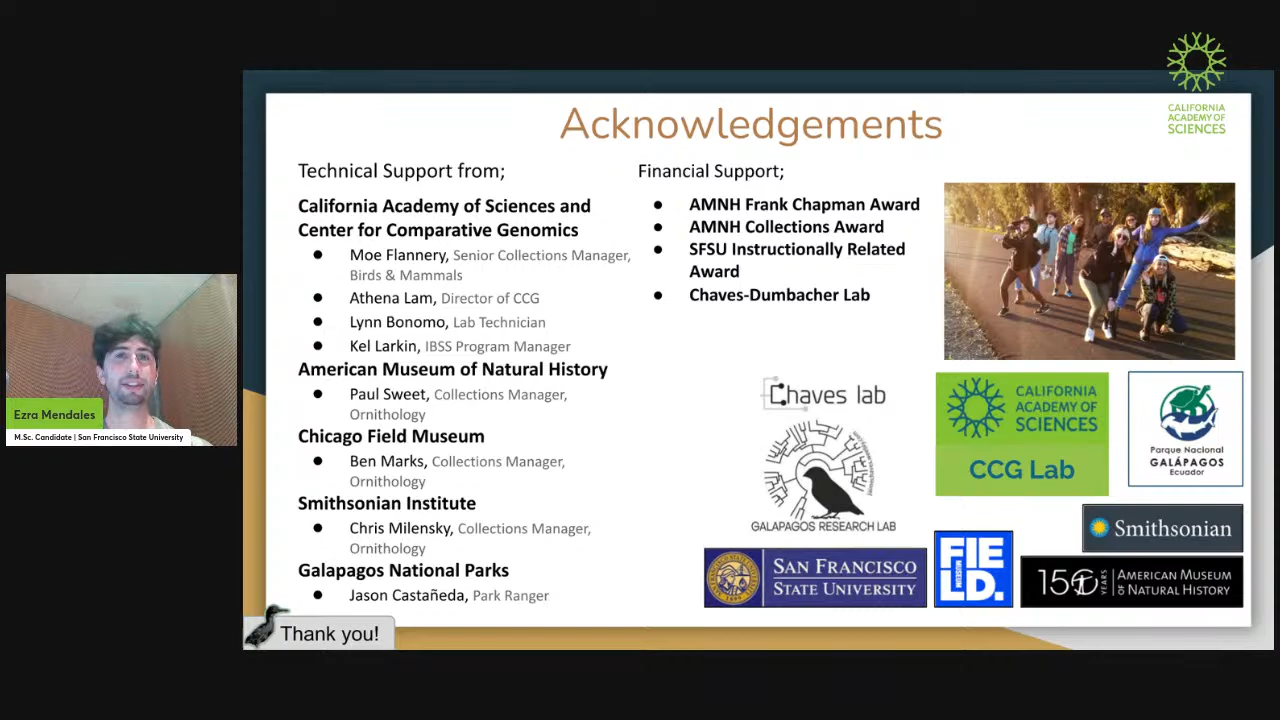 CALIFORNIA
ACADEMY OF
SCIENCES
Acknowledgements
Technical Support from;
California Academy of Sciences and
Center for Comparative Genomics
● Moe Flannery, Senior Collections Manager,
Birds & Mammals
● Athena Lam, Director of CCG
● Lynn Bonomo, Lab Technician
● Kel Larkin, IBSS Program Manager
American Museum of Natural History
● Paul Sweet, Collections Manager,
Ornithology
Chicago Field Museum
● Ben Marks, Collections Manager,
Ornithology
Smithsonian Institute
● Chris Milensky, Collections Manager,
Ornithology
Galapagos National Parks
● Jason Castañeda, Park Ranger
Thank you!
Financial Support;
● AMNH Frank Chapman Award
● AMNH Collections Award
● SFSU Instructionally Related
Award
● Chaves-Dumbacher Lab
Chaves lab
GALAPAGOS RESEARCH LAB
CALIFORNIA
ACADEMY OF
SCIENCES
CCG Lab
Parque Nacional
GALÁPAGOS
Ecuador
Smithsonian
SAN FRANCISCO
STATE UNIVERSITY
FIELD.
MUSEUM
150
YEARS
AMERICAN MUSEUM
OF NATURAL HISTORY
Ezra Mendales
M.Sc. Candidate | San Francisco State University